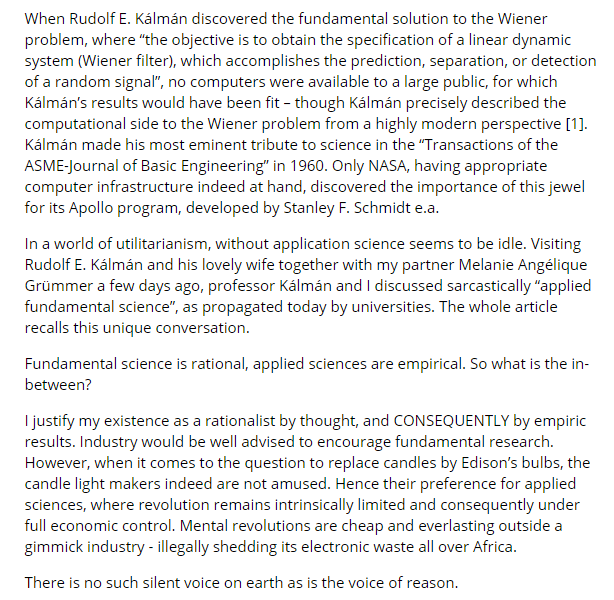 When Rudolf E. Kálmán discovered the fundamental solution to the Wiener
problem, where “the objective is to obtain the specification of a linear dynamic
system (Wiener filter), which accomplishes the prediction, separation, or detection
of a random signal”, no computers were available to a large public, for which
Kálmán’s results would have been fit – though Kálmán precisely described the
computational side to the Wiener problem from a highly modern perspective [1].
Kálmán made his most eminent tribute to science in the “Transactions of the
ASME-Journal of Basic Engineering” in 1960. Only NASA, having appropriate
computer infrastructure indeed at hand, discovered the importance of this jewel
for its Apollo program, developed by Stanley F. Schmidt e.a.
In a world of utilitarianism, without application science seems to be idle. Visiting
Rudolf E. Kálmán and his lovely wife together with my partner Melanie Angélique
Grümmer a few days ago, professor Kálmán and I discussed sarcastically “applied
fundamental science”, as propagated today by universities. The whole article
recalls this unique conversation.
Fundamental science is rational, applied sciences are empirical. So what is the in-
between?
I justify my existence as a rationalist by thought, and CONSEQUENTLY by empiric
results. Industry would be well advised to encourage fundamental research.
However, when it comes to the question to replace candles by Edison’s bulbs, the
candle light makers indeed are not amused. Hence their preference for applied
sciences, where revolution remains intrinsically limited and consequently under
full economic control. Mental revolutions are cheap and everlasting outside a
gimmick industry - illegally shedding its electronic waste all over Africa.
There is no such silent voice on earth as is the voice of reason.